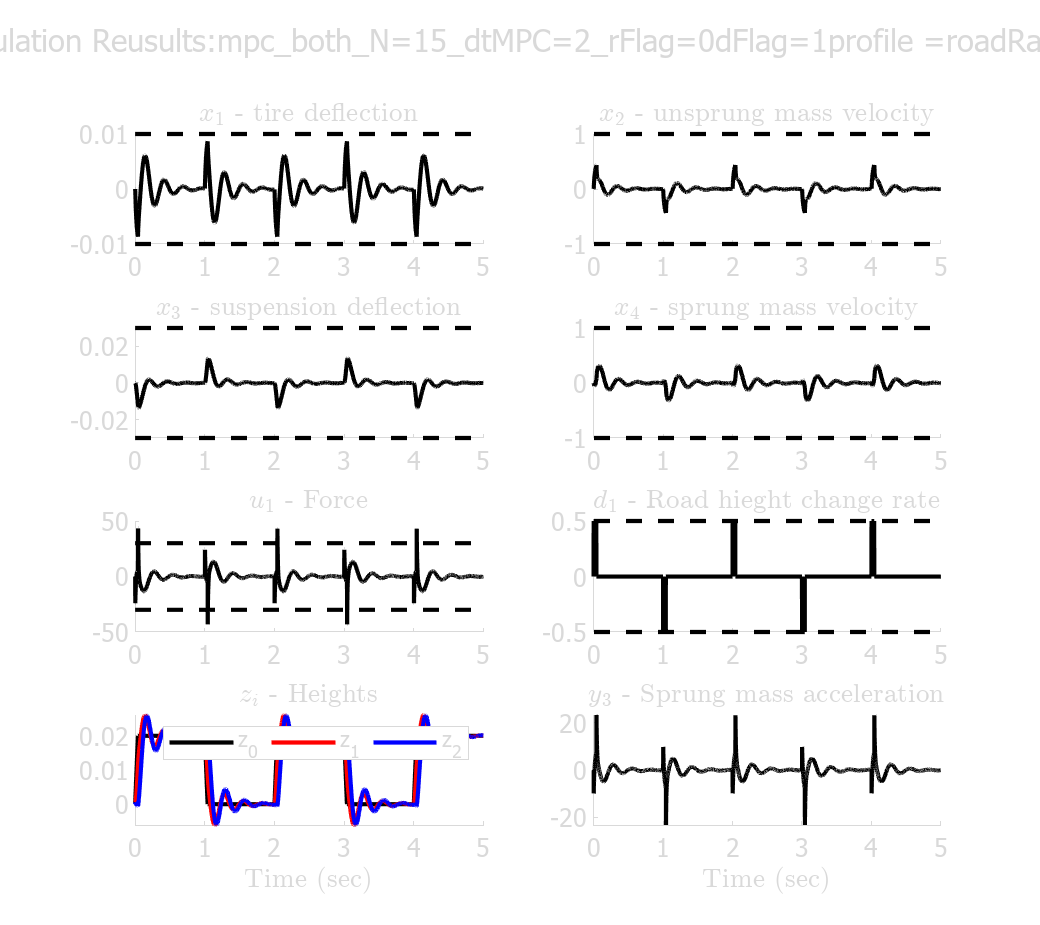 ulation Reusults:mpc_both_N=15_dtMPC=2_rFlag=0dFlag=1profile =roadRa
x₁ - tire deflection
0.01
0
-0.01
0 1 2 3 4 5
x₂ - unsprung mass velocity
1
0
-1
0 1 2 3 4 5
x₃ - suspension deflection
0.02
0
-0.02
0 1 2 3 4 5
x₄ - sprung mass velocity
1
0
-1
0 1 2 3 4 5
u₁ - Force
50
0
-50
0 1 2 3 4 5
d₁ - Road hieght change rate
0.5
0
-0.5
0 1 2 3 4 5
zᵢ - Heights
0.02
0.01
0
z₀ z₁ z₂
0 1 2 3 4 5
Time (sec)
y₃ - Sprung mass acceleration
20
0
-20
0 1 2 3 4 5
Time (sec)